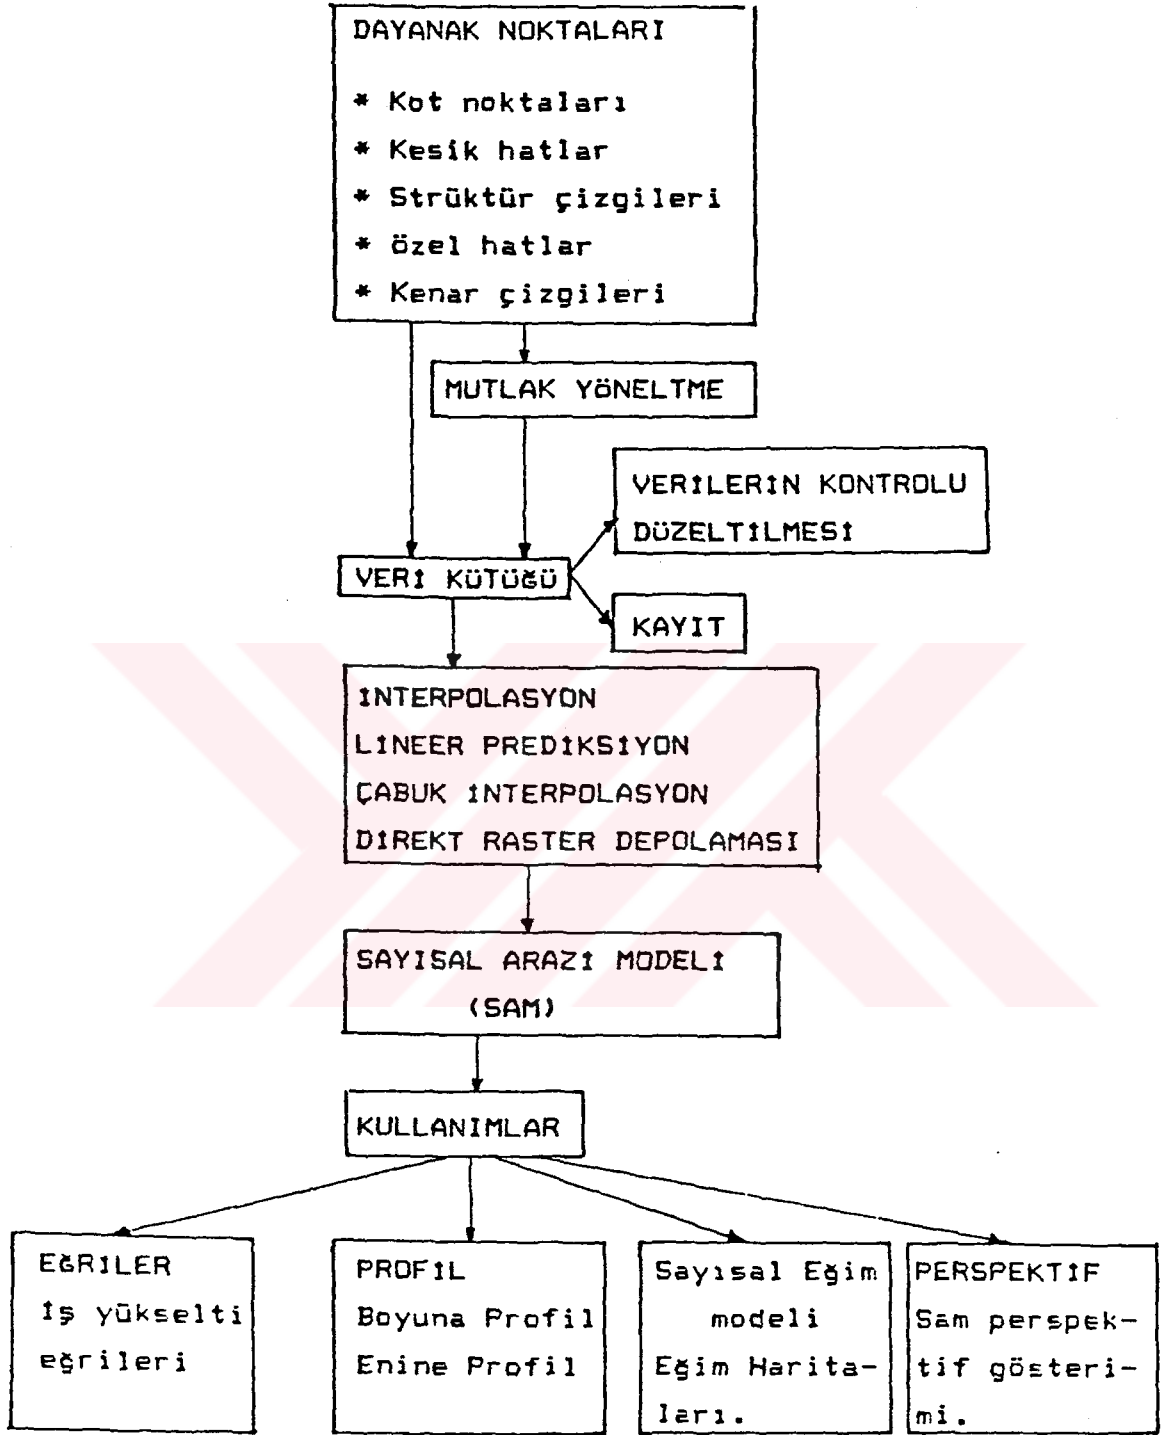 DAYANAK NOKTALARI
* Kot noktaları
* Kesik hatlar
* Strüktür çizgileri
* özel hatlar
* Kenar çizgileri
MUTLAK YÖNELTME
VERİLERİN KONTROLU
DÜZELTİLMESİ
VERİ KÜTÜĞÜ
KAYIT
İNTERPOLASYON
LİNEER PREDİKSİYON
ÇABUK İNTERPOLASYON
DİREKT RASTER DEPOLAMASI
SAYISAL ARAZİ MODELİ
(SAM)
KULLANIMLAR
EĞRİLER
İş yükselti
eğrileri
PROFİL
Boyuna Profil
Enine Profil
Sayısal Eğim
modeli
Eğim Harita-
ları.
PERSPEKTİF
Sam perspek-
tif gösteri-
mi.